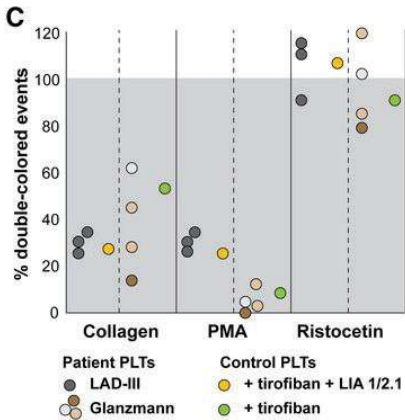 C
% double-colored events
120
100
80
60
40
20
0
Collagen PMA Ristocetin
Patient PLTs Control PLTs
LAD-III + tirofiban + LIA 1/2.1
Glanzmann + tirofiban